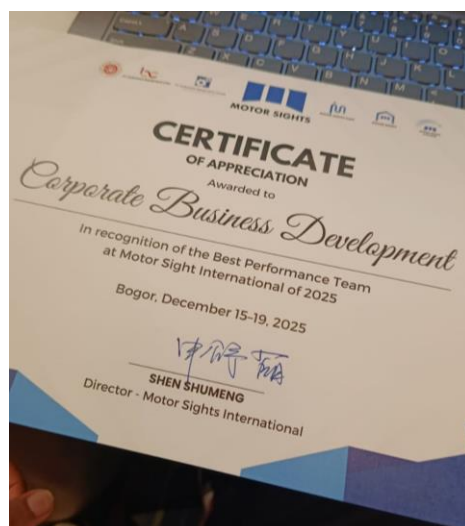 MOTOR SIGHTS
CERTIFICATE
OF APPRECIATION
Awarded to
Corporate Business Development
In recognition of the Best Performance Team
at Motor Sight International of 2025
Bogor, December 15-19, 2025
SHEN SHUMENG
Director - Motor Sights International